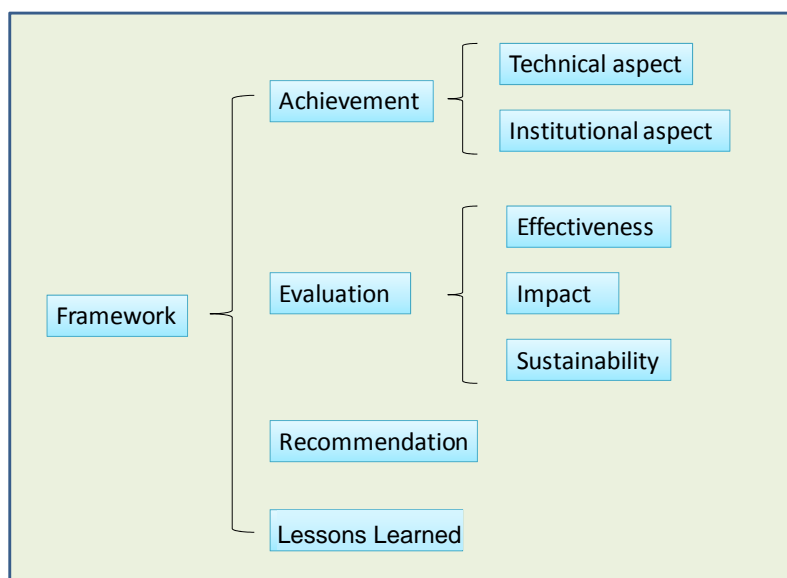 Framework
Achievement
Technical aspect
Institutional aspect
Evaluation
Effectiveness
Impact
Sustainability
Recommendation
Lessons Learned